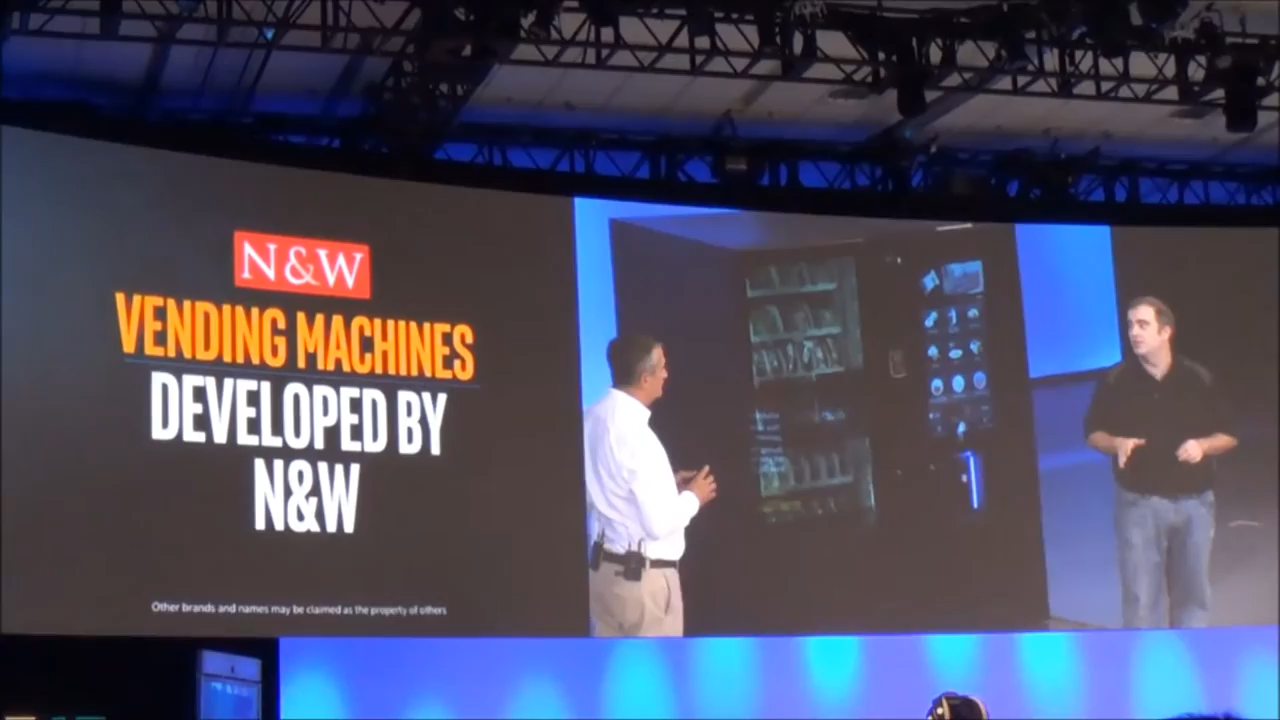 N&W
VENDING MACHINES
DEVELOPED BY
N&W
Other brands and names may be claimed as the property of others